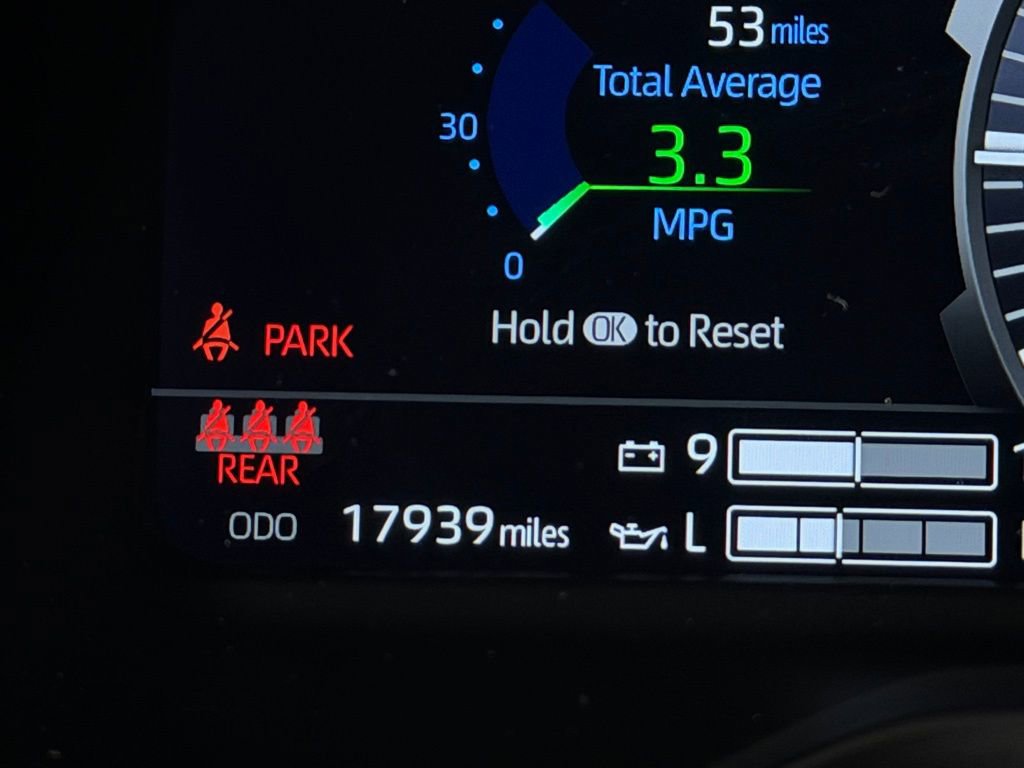 53 miles
Total Average
30
3.3
MPG
0
Hold OK to Reset
PARK
REAR
9
ODO 17939 miles
L